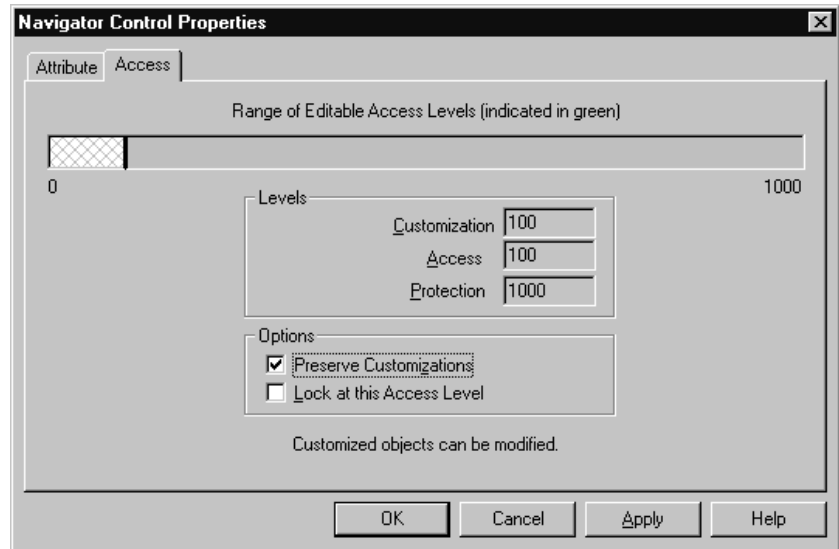 Navigator Control Properties
Attribute Access
Range of Editable Access Levels (indicated in green)
0 1000
Levels
Customization 100
Access 100
Protection 1000
Options
Preserve Customizations
Lock at this Access Level
Customized objects can be modified.
OK Cancel Apply Help